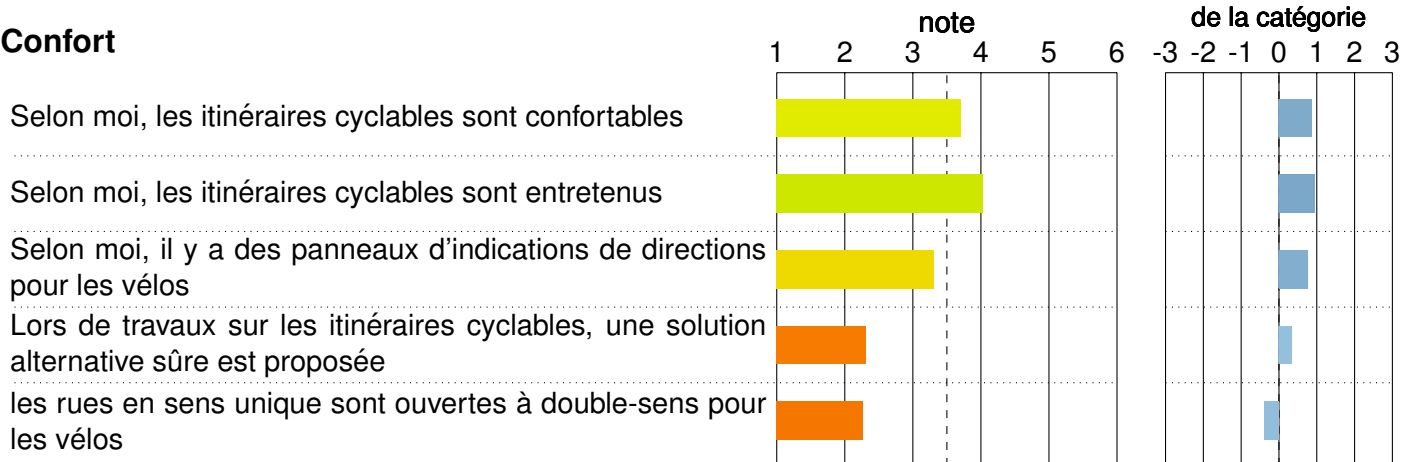 note
de la catégorie
Confort
1 2 3 4 5 6
-3 -2 -1 0 1 2 3
Selon moi, les itinéraires cyclables sont confortables
Selon moi, les itinéraires cyclables sont entretenus
Selon moi, il y a des panneaux d'indications de directions
pour les vélos
Lors de travaux sur les itinéraires cyclables, une solution
alternative sûre est proposée
les rues en sens unique sont ouvertes à double-sens pour
les vélos